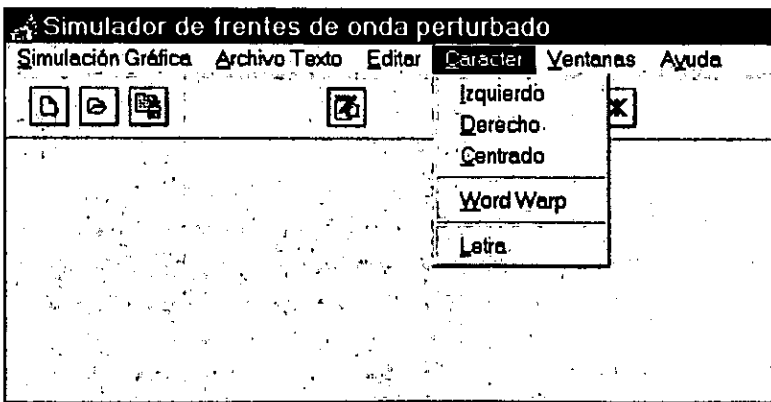 Simulador de frentes de onda perturbado
Simulación Gráfica Archivo Texto Editar Caracter Ventanas Ayuda
Izquierdo
Derecho
Centrado
Word Warp
Letra